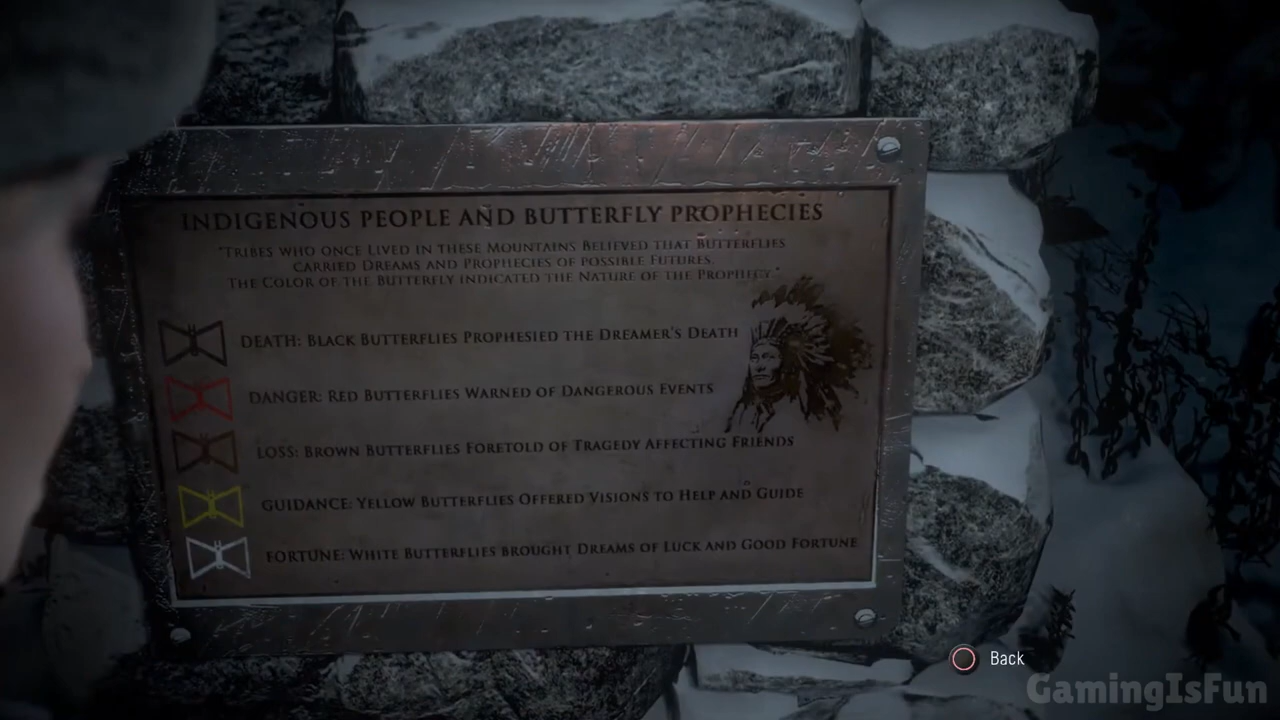 INDIGENOUS PEOPLE AND BUTTERFLY PROPHECIES
"TRIBES WHO ONCE LIVED IN THESE MOUNTAINS BELIEVED THAT BUTTERFLIES
CARRIED DREAMS AND PROPHECIES OF POSSIBLE FUTURES.
THE COLOR OF THE BUTTERFLY INDICATED THE NATURE OF THE PROPHECY."
DEATH: BLACK BUTTERFLIES PROPHESIED THE DREAMER'S DEATH
DANGER: RED BUTTERFLIES WARNED OF DANGEROUS EVENTS
LOSS: BROWN BUTTERFLIES FORETOLD OF TRAGEDY AFFECTING FRIENDS
GUIDANCE: YELLOW BUTTERFLIES OFFERED VISIONS TO HELP AND GUIDE
FORTUNE: WHITE BUTTERFLIES BROUGHT DREAMS OF LUCK AND GOOD FORTUNE
Back
GamingIsFun